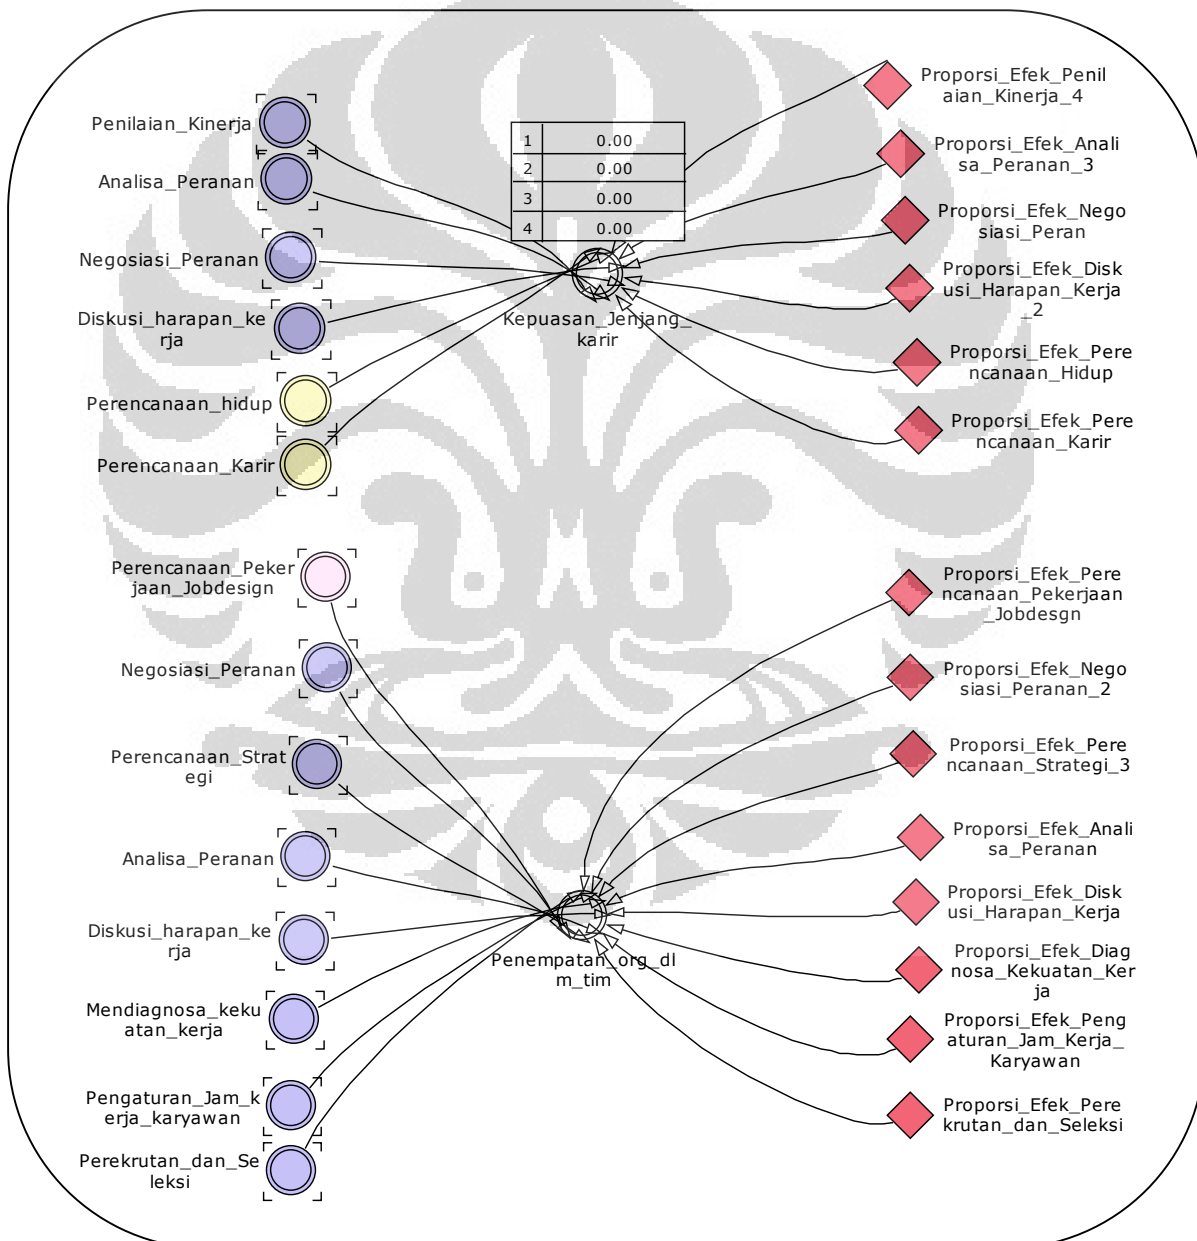 Penilaian_Kinerja
Analisa_Peranan
Negosiasi_Peranan
Diskusi_harapan_ke
rja
Perencanaan_hidup
Perencanaan_Karir
1 0.00
2 0.00
3 0.00
4 0.00
Kepuasan_Jenjang_
karir
Proporsi_Efek_Penil
aian_Kinerja_4
Proporsi_Efek_Anali
sa_Peranan_3
Proporsi_Efek_Nego
siasi_Peran
Proporsi_Efek_Disk
usi_Harapan_Kerja
_2
Proporsi_Efek_Pere
ncanaan_Hidup
Proporsi_Efek_Pere
ncanaan_Karir
Perencanaan_Peker
jaan_Jobdesign
Negosiasi_Peranan
Perencanaan_Strat
egi
Analisa_Peranan
Diskusi_harapan_ke
rja
Mendiagnosa_keku
atan_kerja
Pengaturan_Jam_k
erja_karyawan
Perekrutan_dan_Se
leksi
Penempatan_org_dl
m_tim
Proporsi_Efek_Pere
ncanaan_Pekerjaan
_Jobdesgn
Proporsi_Efek_Nego
siasi_Peranan_2
Proporsi_Efek_Pere
ncanaan_Strategi_3
Proporsi_Efek_Anali
sa_Peranan
Proporsi_Efek_Disk
usi_Harapan_Kerja
Proporsi_Efek_Diag
nosa_Kekuatan_Ker
ja
Proporsi_Efek_Peng
aturan_Jam_Kerja_
Karyawan
Proporsi_Efek_Pere
krutan_dan_Seleksi